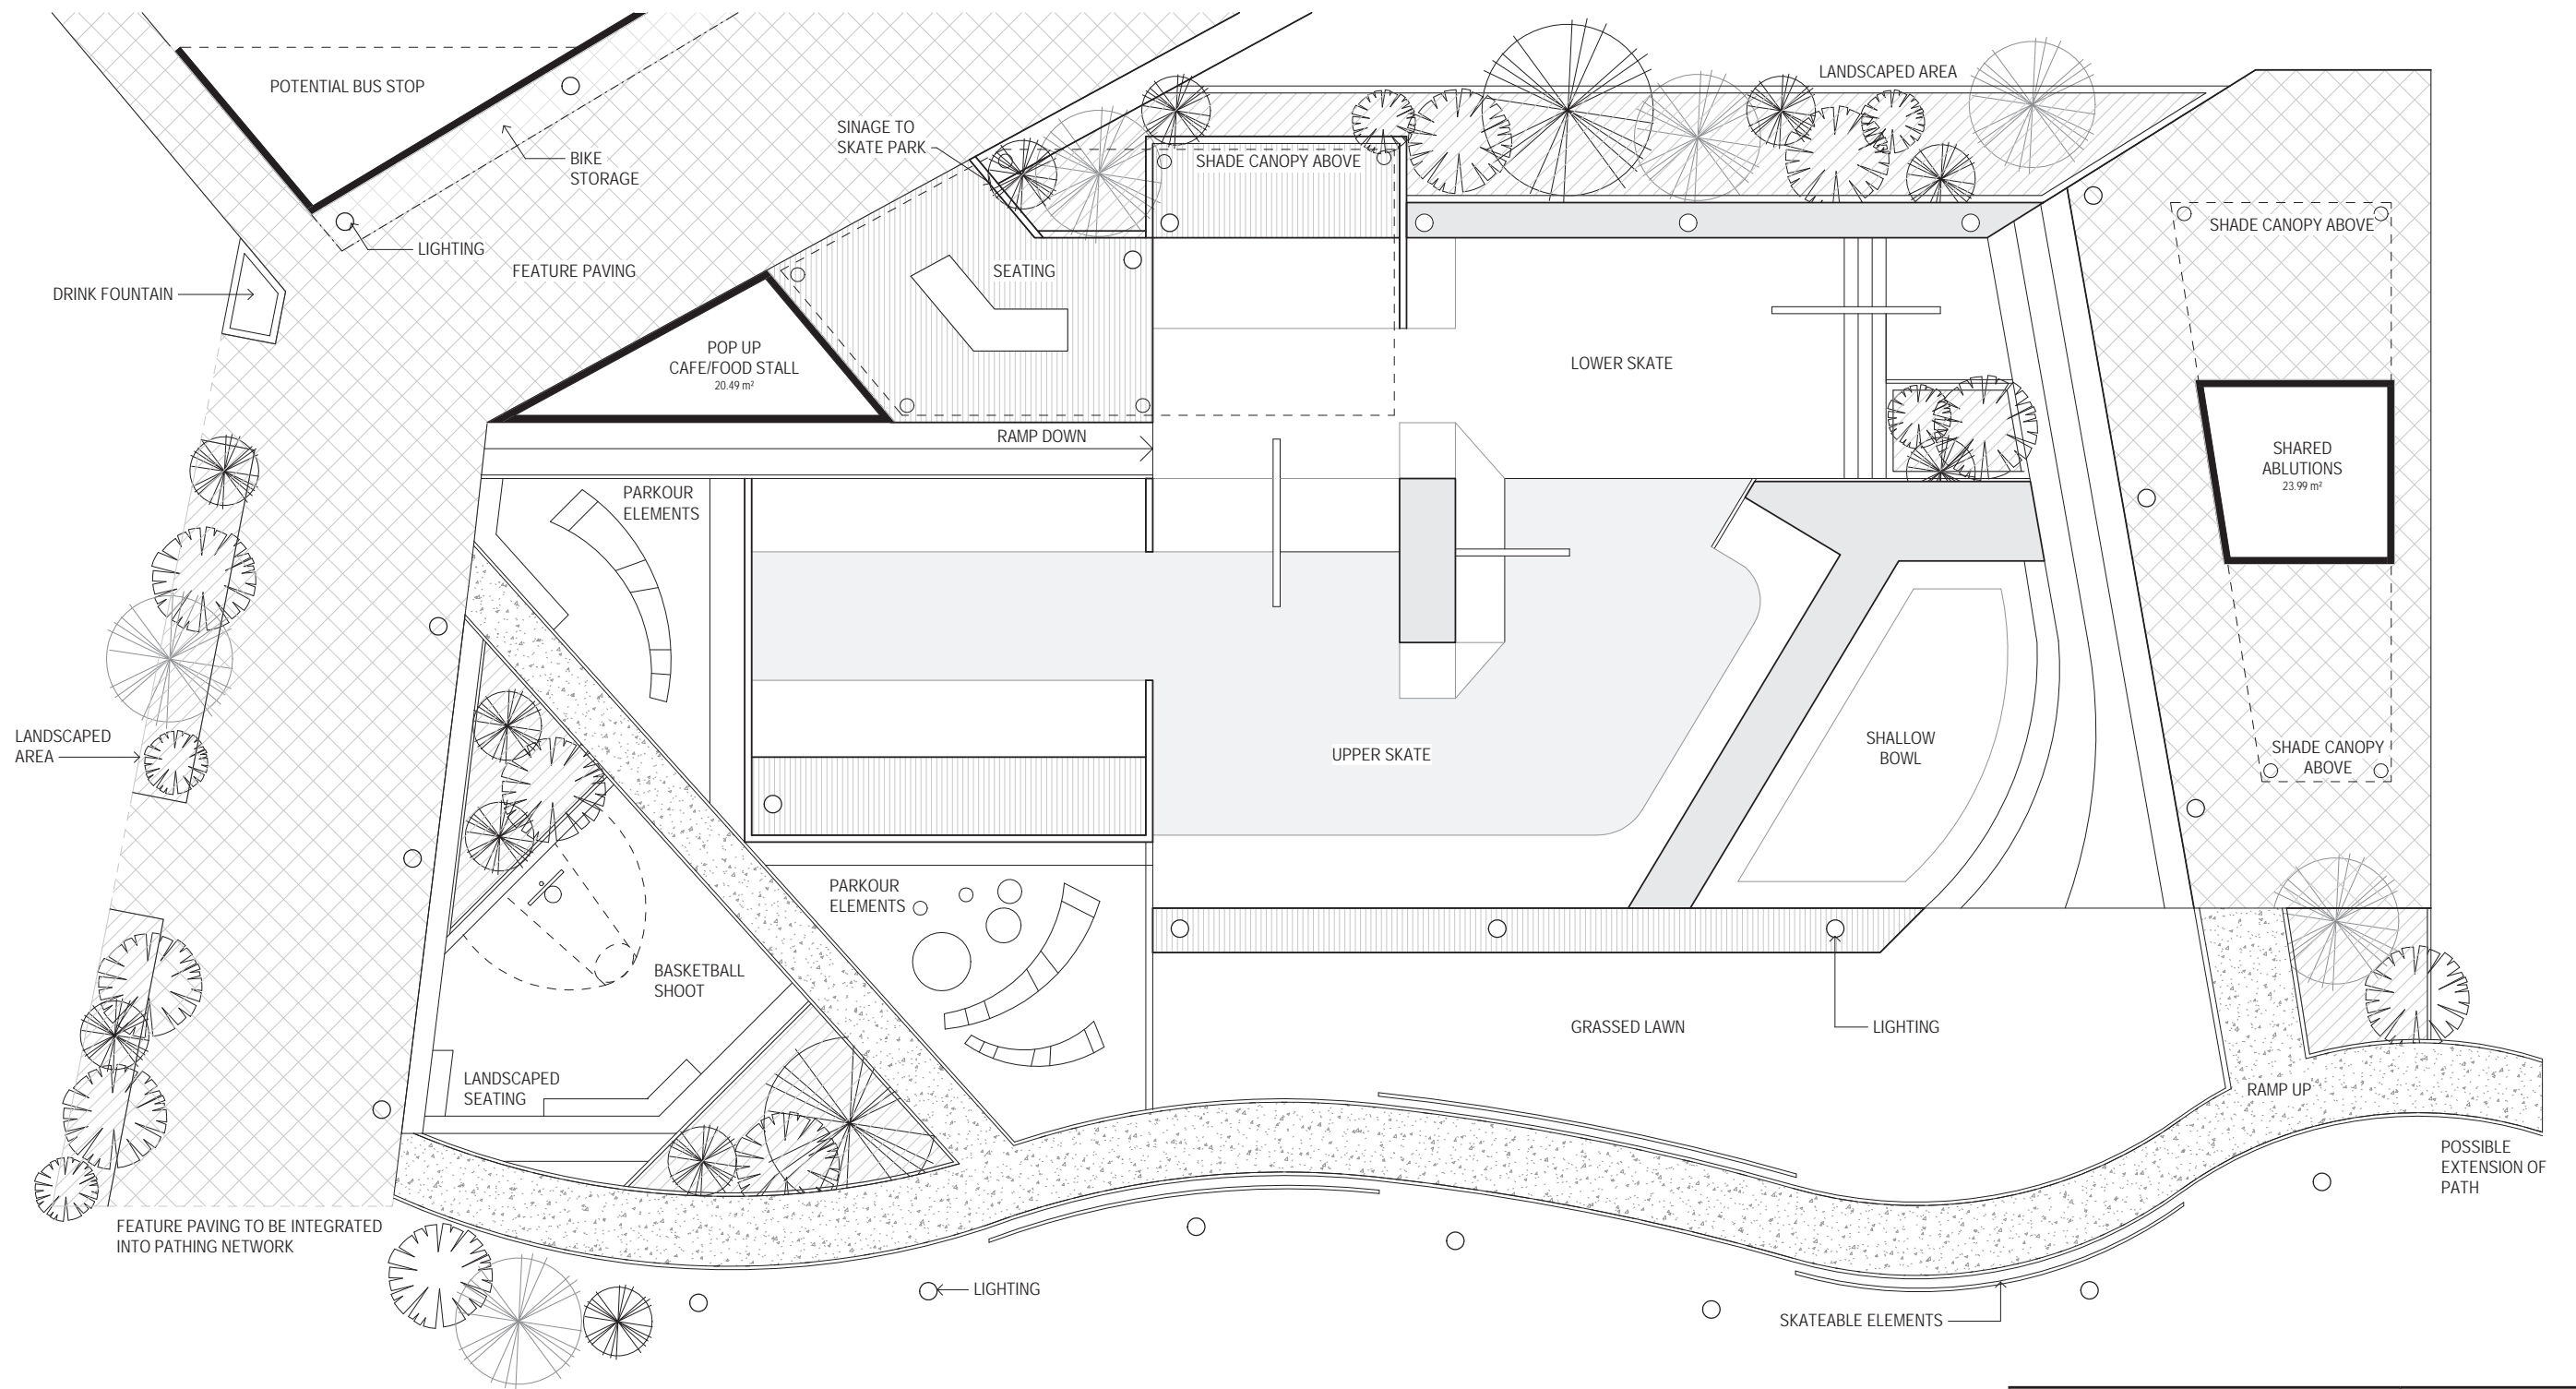 LANDSCAPED AREA
POTENTIAL BUS STOP
SINAGE TO
SKATE PARK
BIKE
STORAGE
SHADE CANOPY ABOVE
SHADE CANOPY ABOVE
LIGHTING
FEATURE PAVING
SEATING
DRINK FOUNTAIN
POP UP
CAFE/FOOD STALL
20.49 m²
LOWER SKATE
RAMP DOWN
SHARED
ABLUTIONS
23.99 m²
PARKOUR
ELEMENTS
LANDSCAPED
AREA
UPPER SKATE
SHALLOW
BOWL
SHADE CANOPY
ABOVE
PARKOUR
ELEMENTS
BASKETBALL
SHOOT
GRASSED LAWN
LIGHTING
LANDSCAPED
SEATING
RAMP UP
POSSIBLE
EXTENSION OF
PATH
FEATURE PAVING TO BE INTEGRATED
INTO PATHING NETWORK
LIGHTING
SKATEABLE ELEMENTS